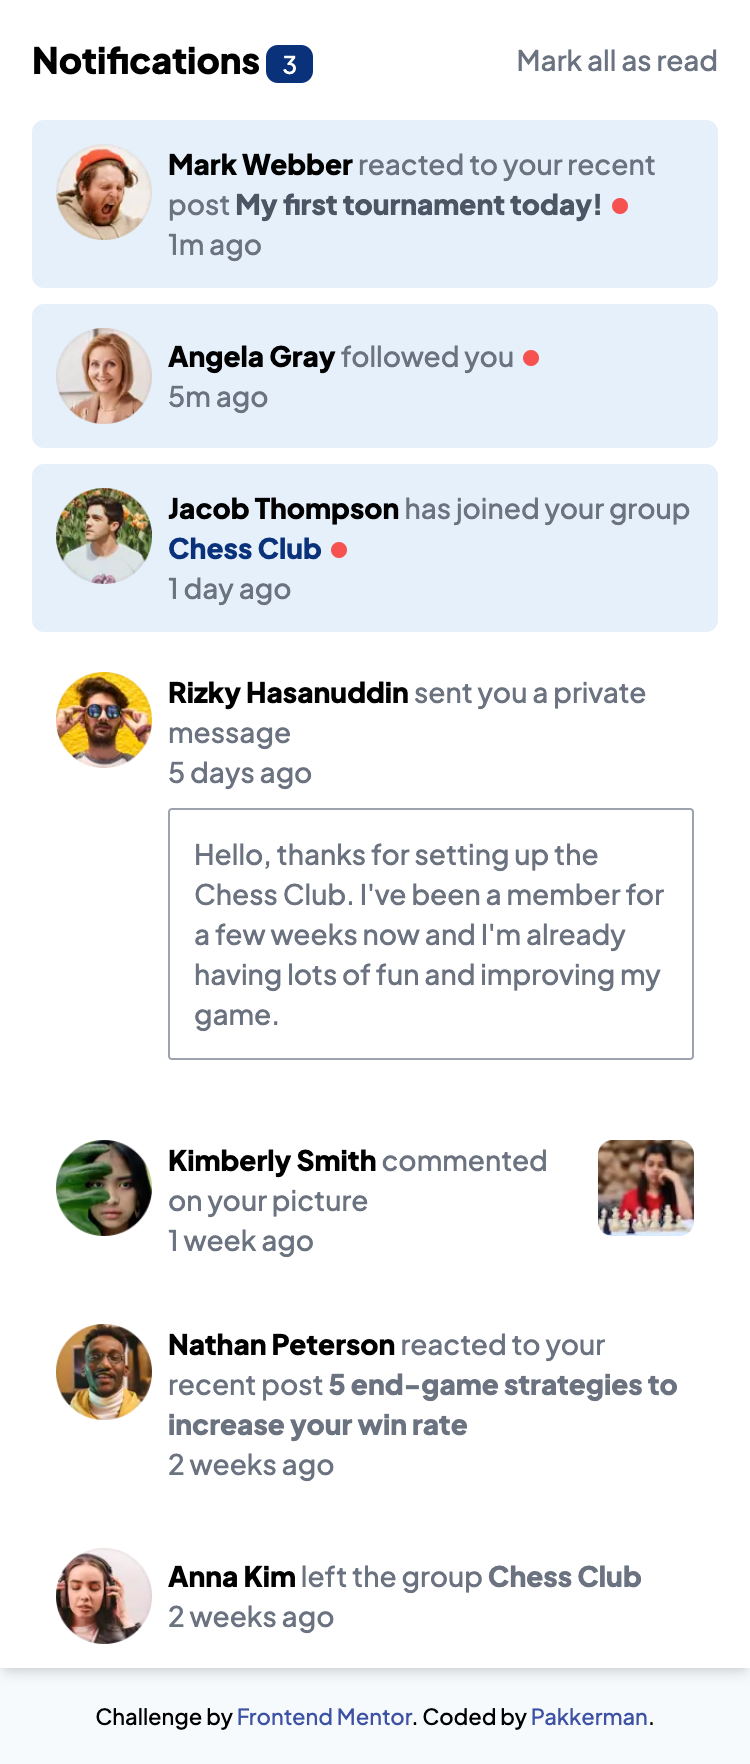 Notifications 3 Mark all as read
Mark Webber reacted to your recent
post My first tournament today!
1m ago
Angela Gray followed you
5m ago
Jacob Thompson has joined your group
Chess Club
1 day ago
Rizky Hasanuddin sent you a private
message
5 days ago
Hello, thanks for setting up the
Chess Club. I've been a member for
a few weeks now and I'm already
having lots of fun and improving my
game.
Kimberly Smith commented
on your picture
1 week ago
Nathan Peterson reacted to your
recent post 5 end-game strategies to
increase your win rate
2 weeks ago
Anna Kim left the group Chess Club
2 weeks ago
Challenge by Frontend Mentor. Coded by Pakkerman.